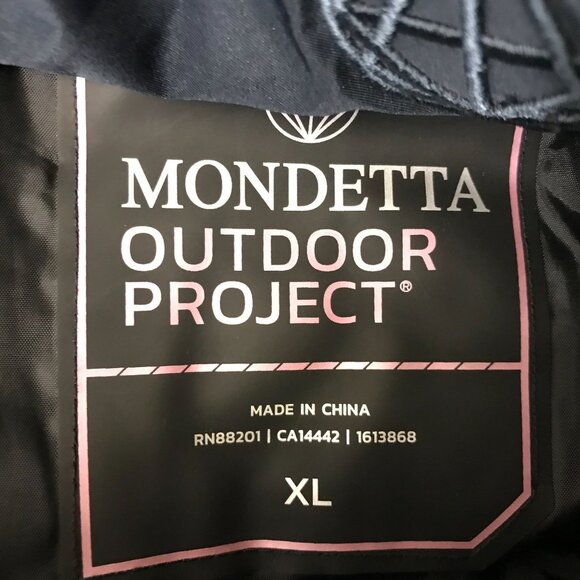 MONDETTA
OUTDOOR
PROJECT®
MADE IN CHINA
RN88201 | CA14442 | 1613868
XL